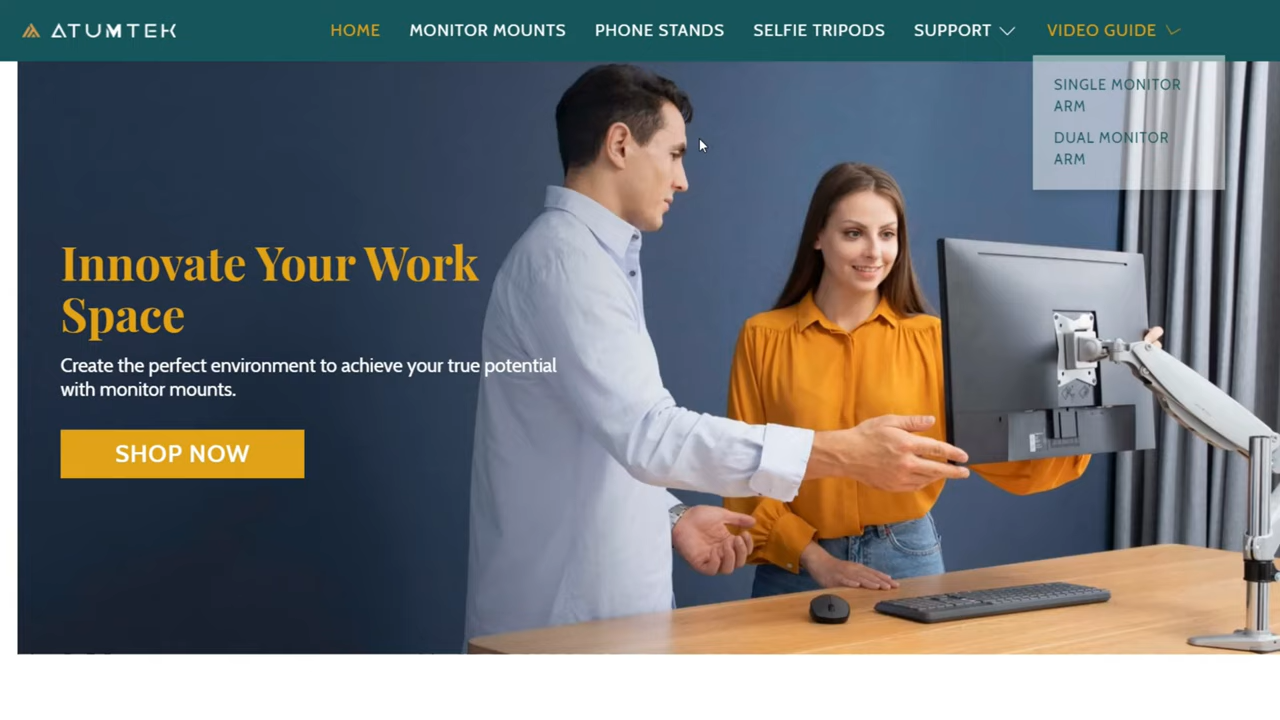 ATUMTEK
HOME MONITOR MOUNTS PHONE STANDS SELFIE TRIPODS SUPPORT VIDEO GUIDE
SINGLE MONITOR
ARM
DUAL MONITOR
ARM
Innovate Your Work
Space
Create the perfect environment to achieve your true potential
with monitor mounts.
SHOP NOW